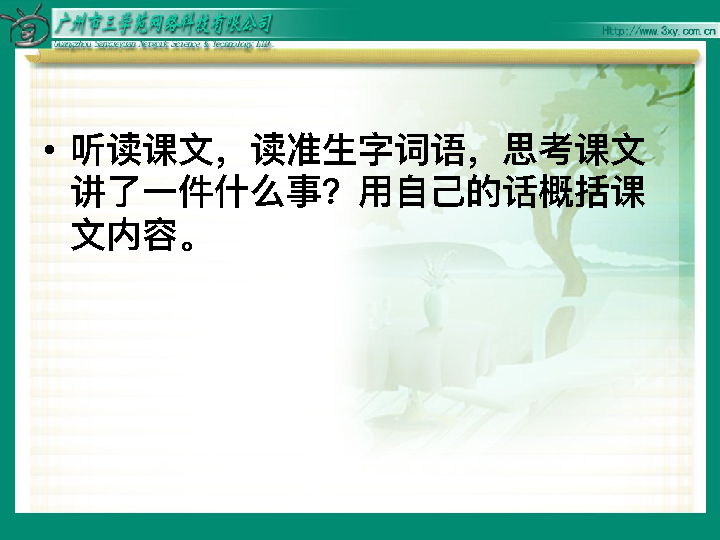 广州市三学苑网络科技有限公司
Guangzhou Sanxueyuan Network Science & Technology Ltd.
Http://www.3xy.com.cn
• 听读课文，读准生字词语，思考课文
讲了一件什么事？用自己的话概括课
文内容。